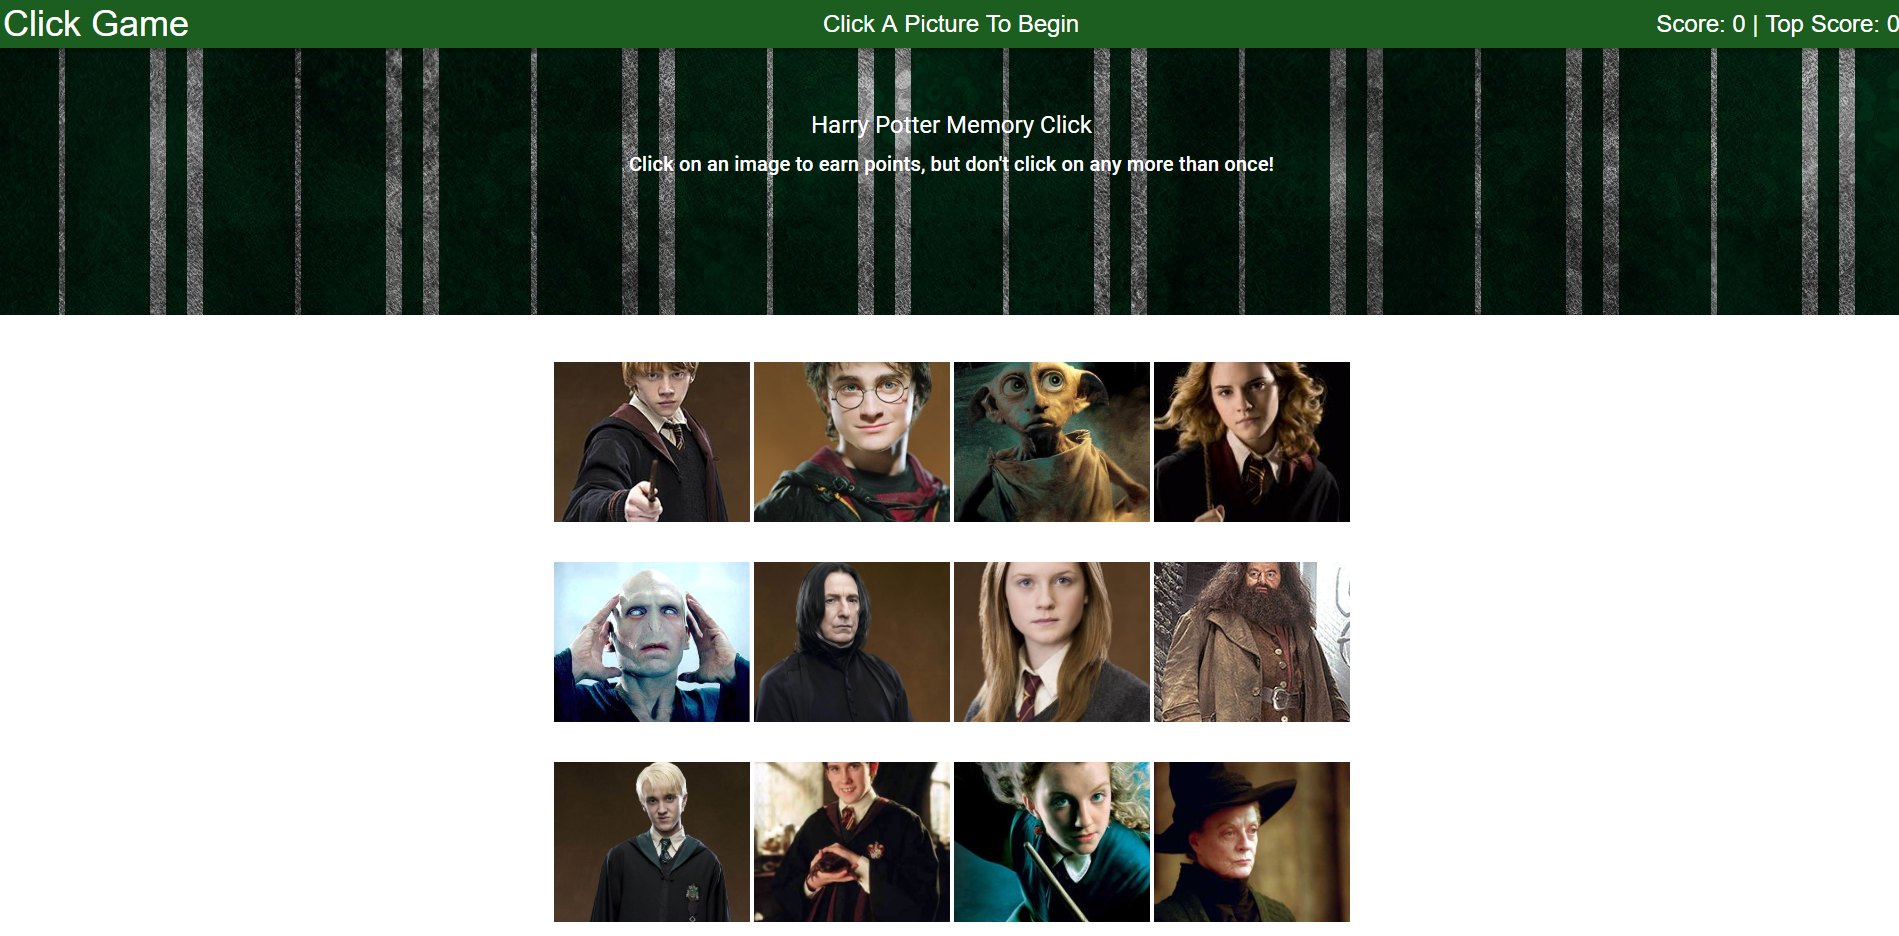 Click Game
Click A Picture To Begin
Score: 0 | Top Score: 0
Harry Potter Memory Click
Click on an image to earn points, but don't click on any more than once!